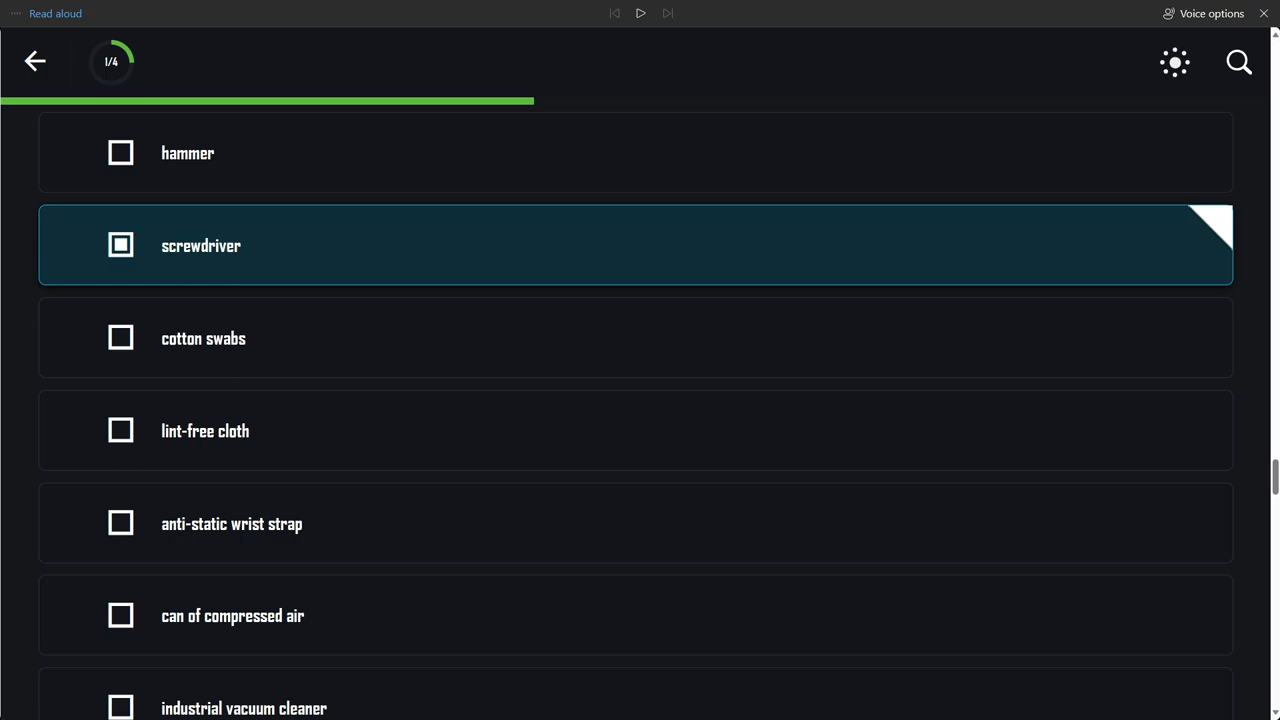 Read aloud
Voice options
1/4
hammer
screwdriver
cotton swabs
lint-free cloth
anti-static wrist strap
can of compressed air
industrial vacuum cleaner